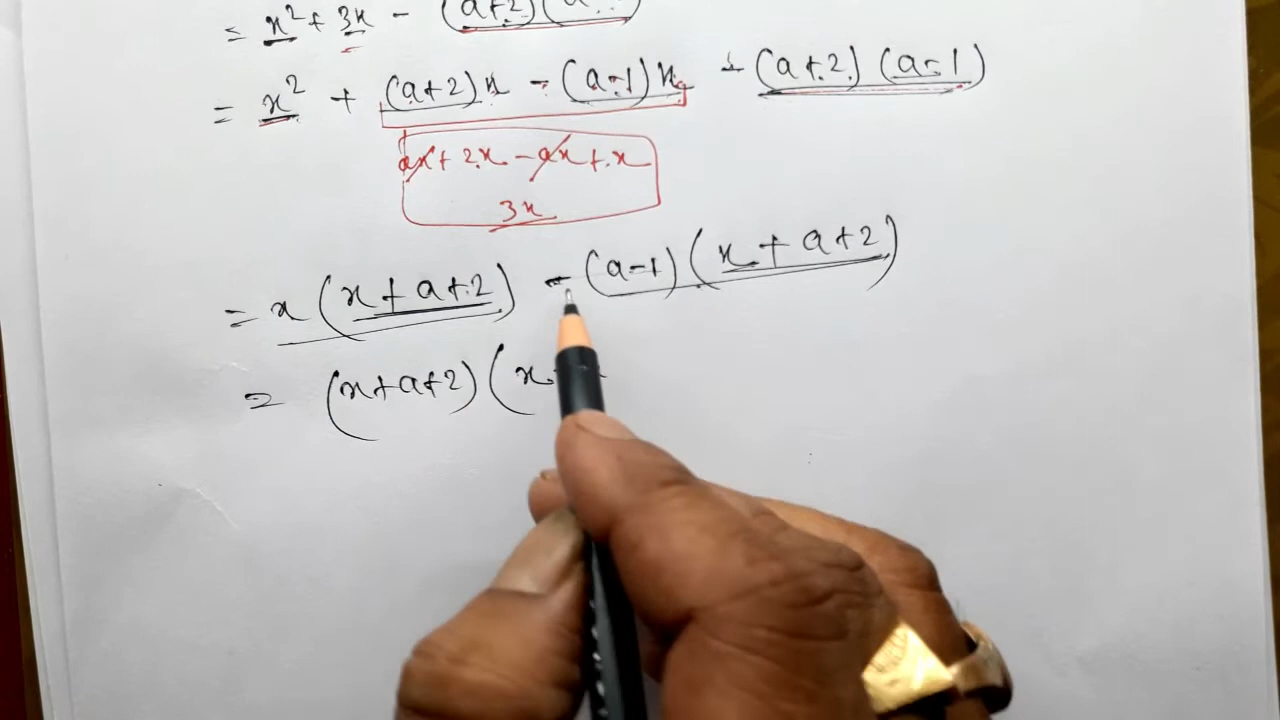 = x² + 3x - (a+2)(a
= x² + (a+2)x - (a-1)x - (a+2)(a-1)
ax + 2x - ax + x
3x
= x(x+a+2) - (a-1)(x+a+2)
= (x+a+2)(x